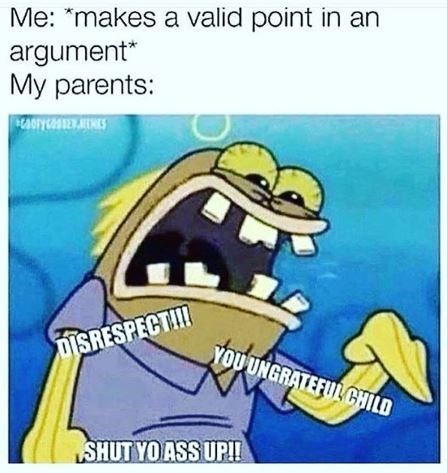 Me: *makes a valid point in an
argument*
My parents:
DISRESPECT!!!
YOU UNGRATEFUL CHILD
SHUT YO ASS UP!!